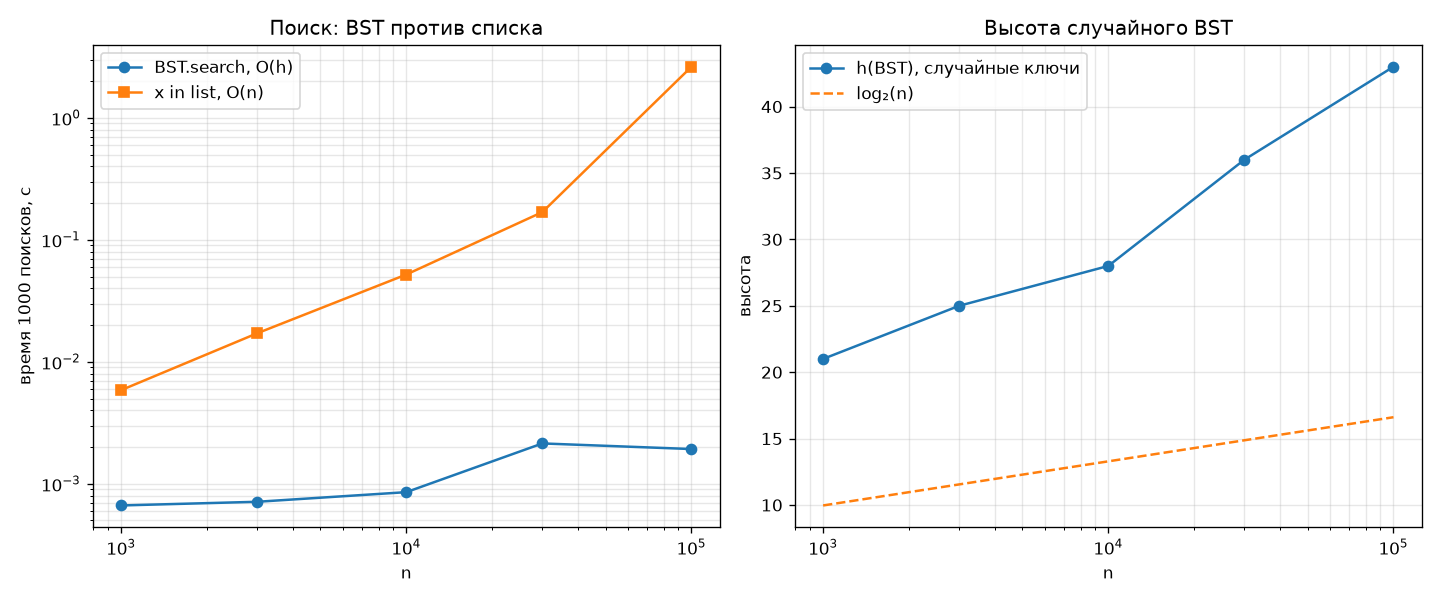 Поиск: BST против списка
BST.search, O(h)
x in list, O(n)
время 1000 поисков, с
10⁰
10⁻¹
10⁻²
10⁻³
10³
10⁴
10⁵
n
Высота случайного BST
h(BST), случайные ключи
log₂(n)
высота
40
35
30
25
20
15
10
10³
10⁴
10⁵
n